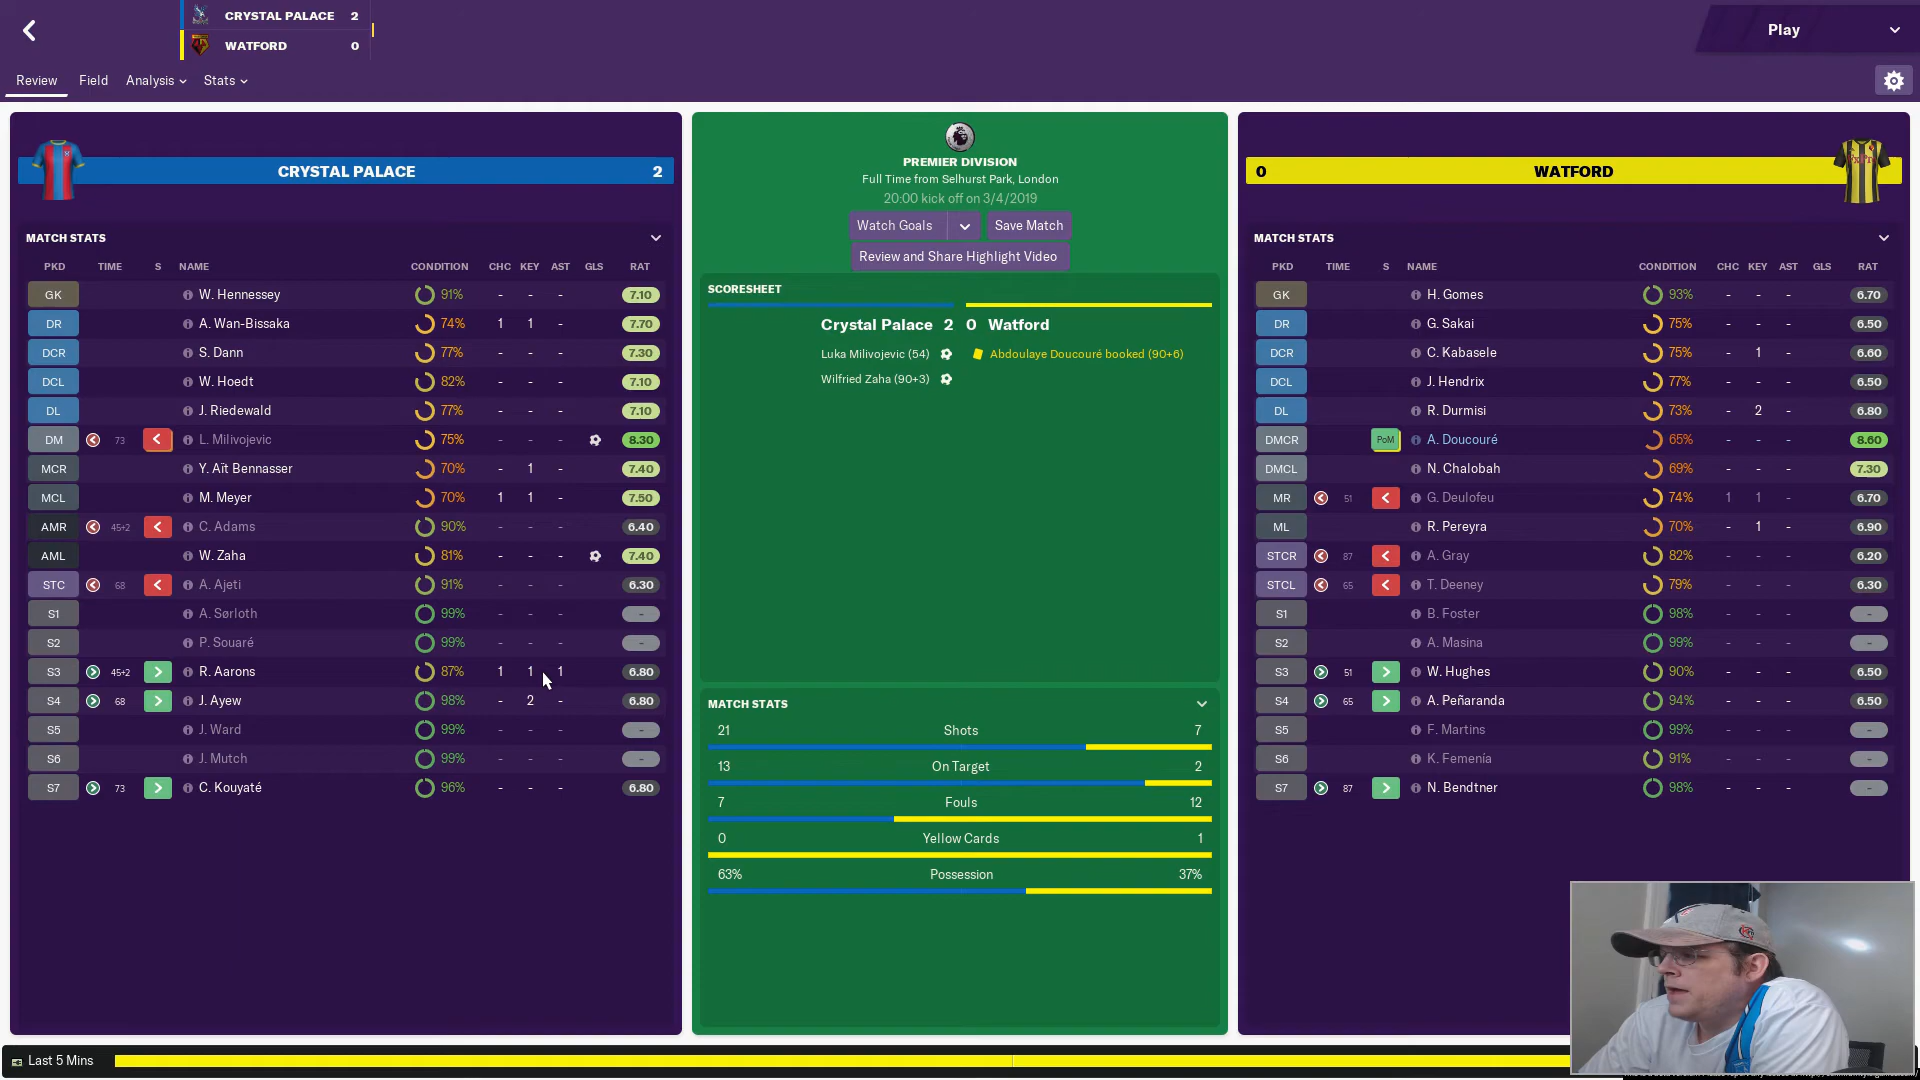 CRYSTAL PALACE 2
WATFORD 0
Play
Review Field Analysis Stats
CRYSTAL PALACE 2
MATCH STATS
PKD TIME S NAME CONDITION CHC KEY AST GLS RAT
GK W. Hennessey 91% - - - 7.10
DR A. Wan-Bissaka 74% 1 1 - 7.70
DCR S. Dann 77% - - - 7.30
DCL W. Hoedt 82% - - - 7.10
DL J. Riedewald 77% - - - 7.10
DM 73 L. Milivojevic 75% - - - 8.30
MCR Y. Aït Bennasser 70% - 1 - 7.40
MCL M. Meyer 70% 1 1 - 7.50
AMR 45+2 C. Adams 90% - - - 6.40
AML W. Zaha 81% - - - 7.40
STC 68 A. Ajeti 91% - - - 6.30
S1 A. Sørloth 99% - - - -
S2 P. Souaré 99% - - - -
S3 45+2 R. Aarons 87% 1 1 1 6.80
S4 68 J. Ayew 98% - 2 - 6.80
S5 J. Ward 99% - - - -
S6 J. Mutch 99% - - - -
S7 73 C. Kouyaté 96% - - - 6.80
PREMIER DIVISION
Full Time from Selhurst Park, London
20:00 kick off on 3/4/2019
Watch Goals Save Match
Review and Share Highlight Video
SCORESHEET
Crystal Palace 2 0 Watford
Luka Milivojevic (54) Abdoulaye Doucouré booked (90+6)
Wilfried Zaha (90+3)
MATCH STATS
21 Shots 7
13 On Target 2
7 Fouls 12
0 Yellow Cards 1
63% Possession 37%
0 WATFORD
MATCH STATS
PKD TIME S NAME CONDITION CHC KEY AST GLS RAT
GK H. Gomes 93% - - - 6.70
DR G. Sakai 75% - - - 6.50
DCR C. Kabasele 75% - 1 - 6.60
DCL J. Hendrix 77% - - - 6.50
DL R. Durmisi 73% - 2 - 6.80
DMCR PoM A. Doucouré 65% - - - 8.60
DMCL N. Chalobah 69% - - - 7.30
MR 51 G. Deulofeu 74% 1 1 - 6.70
ML R. Pereyra 70% - 1 - 6.90
STCR 87 A. Gray 82% - - - 6.20
STCL 65 T. Deeney 79% - - - 6.30
S1 B. Foster 98% - - - -
S2 A. Masina 99% - - - -
S3 51 W. Hughes 90% - - - 6.50
S4 65 A. Peñaranda 94% - - - 6.50
S5 F. Martins 99% - - - -
S6 K. Femenía 91% - - - -
S7 87 N. Bendtner 98% - - - -
Last 5 Mins